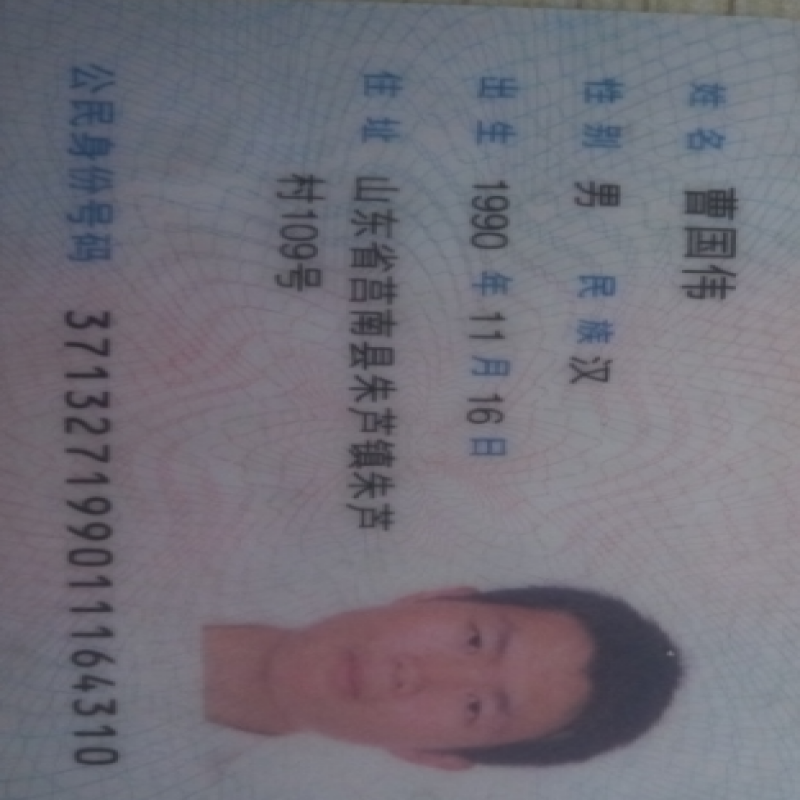 姓名 曹国伟
性别 男 民族 汉
出生 1990 年 11 月 16 日
住址 山东省莒南县朱芦镇朱芦
村109号
公民身份号码 371327199011164310